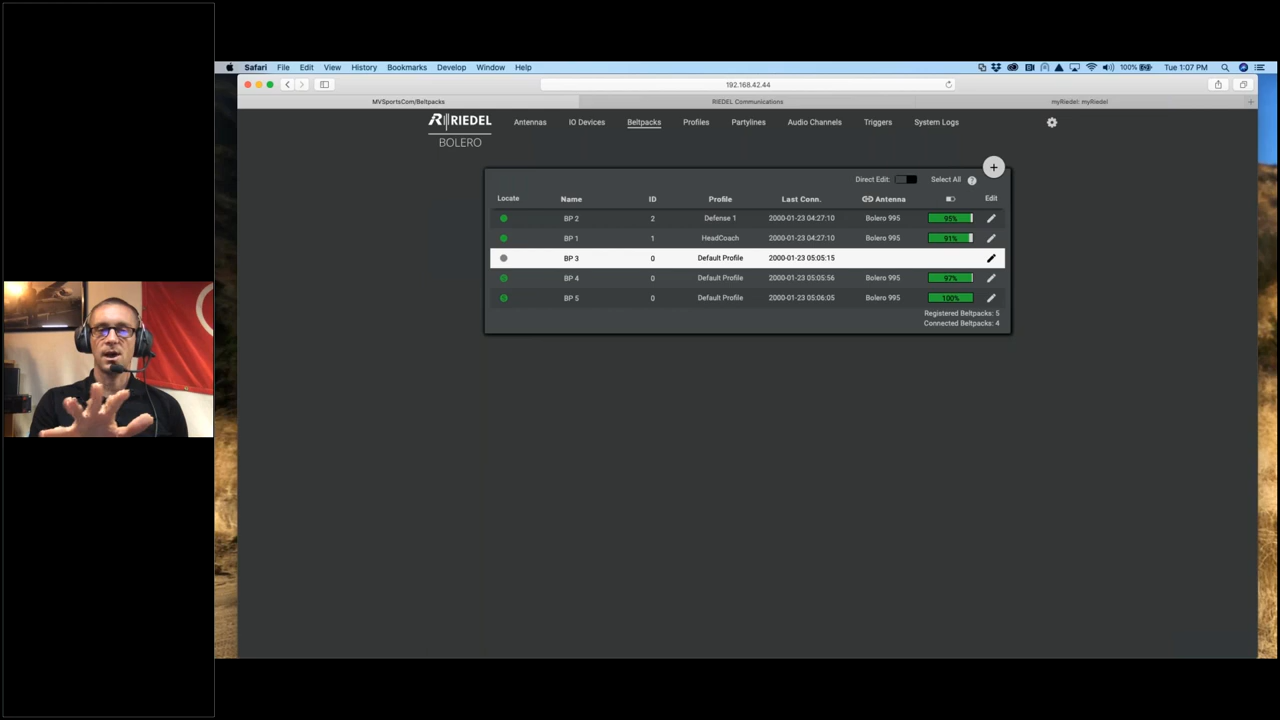 Safari File Edit View History Bookmarks Develop Window Help 100% Tue 1:07 PM
192.168.42.44
MVSportsCom/Beltpacks RIEDEL Communications myRiedel: myRiedel
RIEDEL Antennas IO Devices Beltpacks Profiles Partylines Audio Channels Triggers System Logs
BOLERO
+
Direct Edit: Select All ?
Locate Name ID Profile Last Conn. Antenna Edit
BP 2 2 Defense 1 2000-01-23 04:27:10 Bolero 995 95%
BP 1 1 HeadCoach 2000-01-23 04:27:10 Bolero 995 91%
BP 3 0 Default Profile 2000-01-23 05:05:15
BP 4 0 Default Profile 2000-01-23 05:05:56 Bolero 995 97%
BP 5 0 Default Profile 2000-01-23 05:06:05 Bolero 995 100%
Registered Beltpacks: 5
Connected Beltpacks: 4